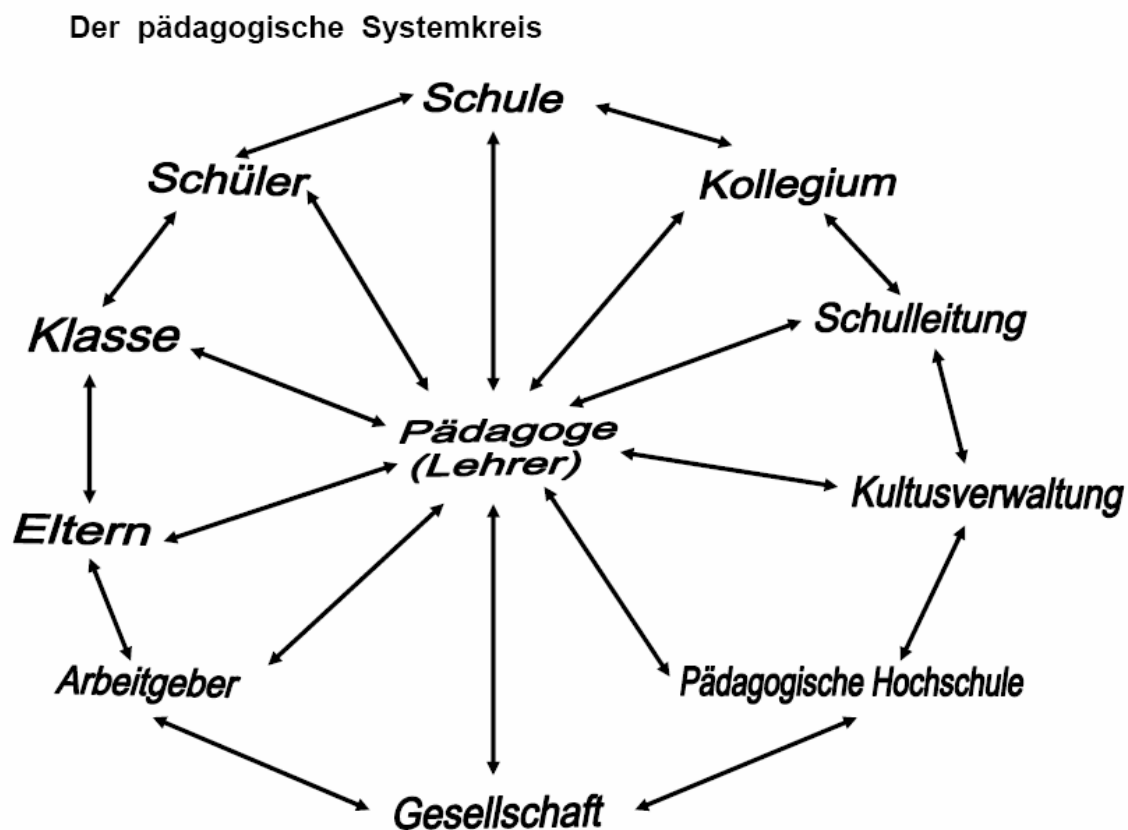 Der pädagogische Systemkreis
Schule
Schüler
Kollegium
Klasse
Schulleitung
Pädagoge
(Lehrer)
Kultusverwaltung
Eltern
Arbeitgeber
Pädagogische Hochschule
Gesellschaft